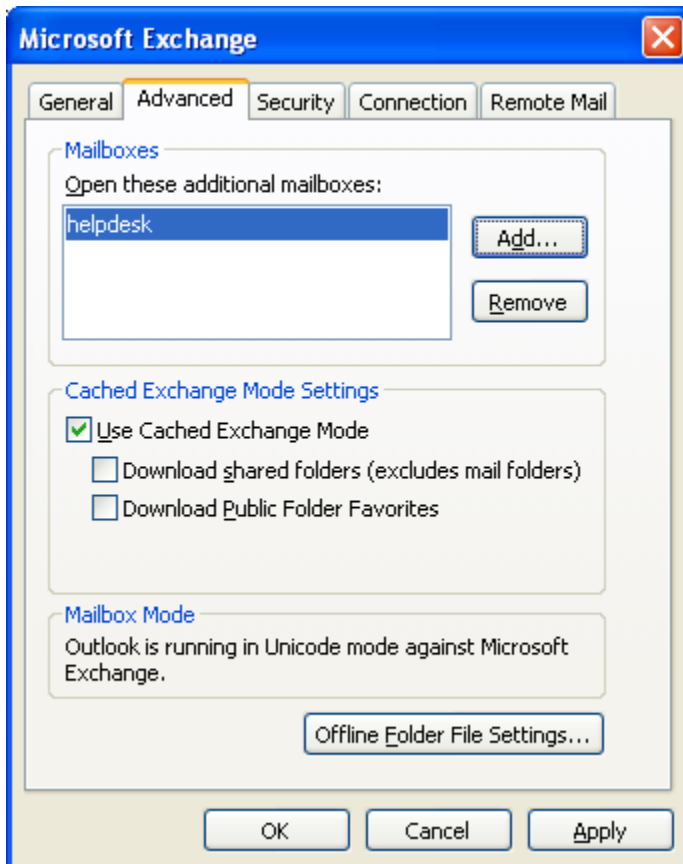 Microsoft Exchange
General Advanced Security Connection Remote Mail
Mailboxes
Open these additional mailboxes:
helpdesk
Add...
Remove
Cached Exchange Mode Settings
Use Cached Exchange Mode
Download shared folders (excludes mail folders)
Download Public Folder Favorites
Mailbox Mode
Outlook is running in Unicode mode against Microsoft
Exchange.
Offline Folder File Settings...
OK Cancel Apply